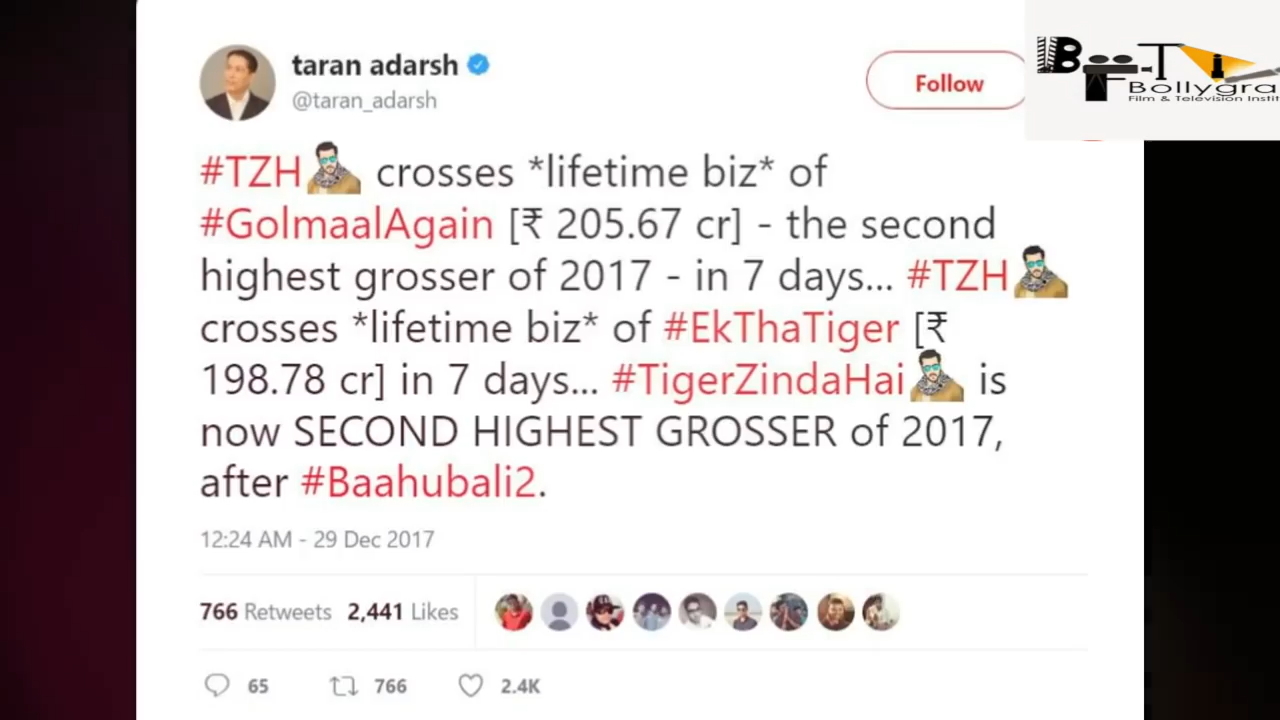 taran adarsh
@taran_adarsh
Follow
BFT
Bollygra
Film & Television Instit
#TZH crosses *lifetime biz* of
#GolmaalAgain [₹ 205.67 cr] - the second
highest grosser of 2017 - in 7 days... #TZH
crosses *lifetime biz* of #EkThaTiger [₹
198.78 cr] in 7 days... #TigerZindaHai is
now SECOND HIGHEST GROSSER of 2017,
after #Baahubali2.
12:24 AM - 29 Dec 2017
766 Retweets 2,441 Likes
65 766 2.4K